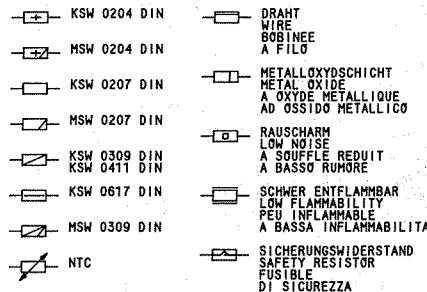 KSW 0204 DIN
MSW 0204 DIN
KSW 0207 DIN
MSW 0207 DIN
KSW 0309 DIN
KSW 0411 DIN
KSW 0617 DIN
MSW 0309 DIN
NTC
DRAHT
WIRE
BOBINEE
A FILO
METALLOXYDSCHICHT
METAL OXIDE
A OXYDE METALLIQUE
AD OSSIDO METALLICO
RAUSCHARM
LOW NOISE
A SOUFFLE REDUIT
A BASSO RUMORE
SCHWER ENTFLAMMBAR
LOW FLAMMABILITY
PEU INFLAMMABLE
A BASSA INFLAMMABILITA
SICHERUNGSWIDERSTAND
SAFETY RESISTOR
FUSIBLE
DI SICUREZZA